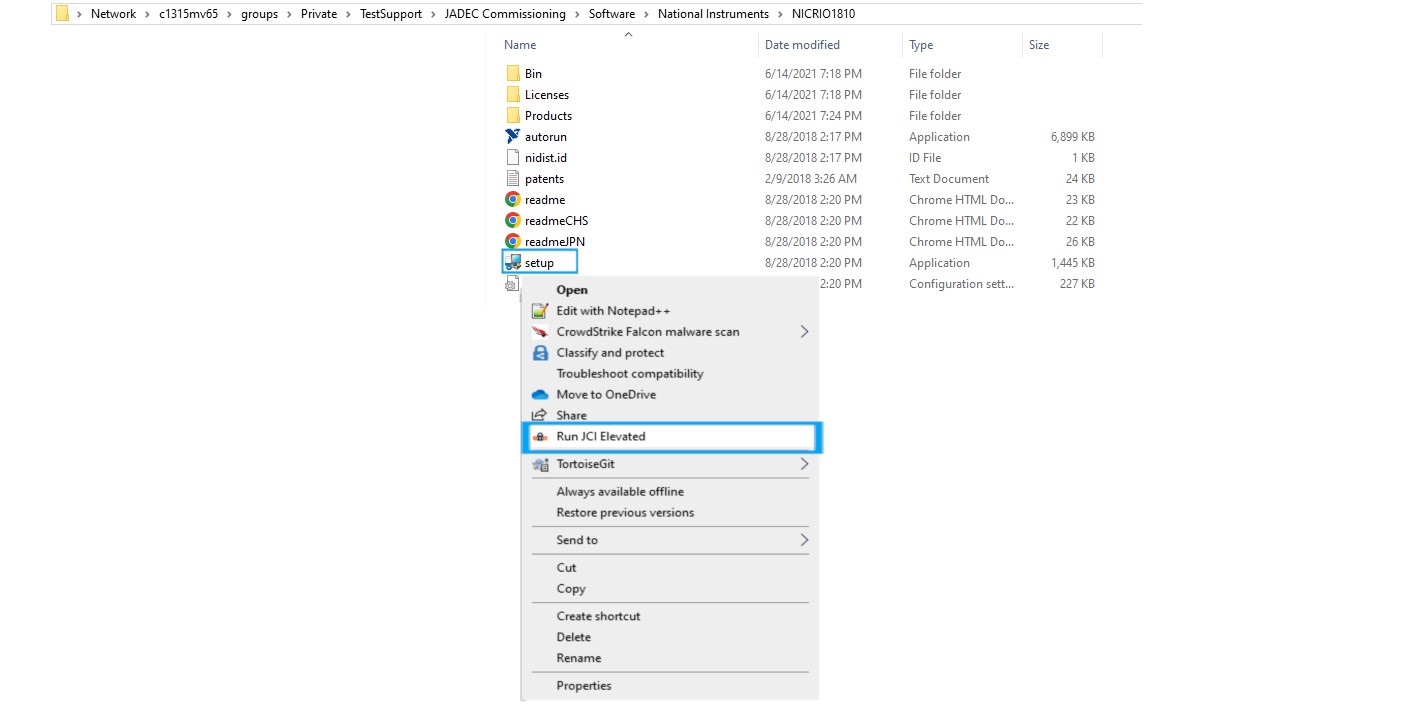 Network > c1315mv65 > groups > Private > TestSupport > JADEC Commissioning > Software > National Instruments > NICRIO1810
Name Date modified Type Size
Bin 6/14/2021 7:18 PM File folder
Licenses 6/14/2021 7:18 PM File folder
Products 6/14/2021 7:24 PM File folder
autorun 8/28/2018 2:17 PM Application 6,899 KB
nidist.id 8/28/2018 2:17 PM ID File 1 KB
patents 2/9/2018 3:26 AM Text Document 24 KB
readme 8/28/2018 2:20 PM Chrome HTML Do... 23 KB
readmeCHS 8/28/2018 2:20 PM Chrome HTML Do... 22 KB
readmeJPN 8/28/2018 2:20 PM Chrome HTML Do... 26 KB
setup 8/28/2018 2:20 PM Application 1,445 KB
2:20 PM Configuration sett... 227 KB
Open
Edit with Notepad++
CrowdStrike Falcon malware scan
Classify and protect
Troubleshoot compatibility
Move to OneDrive
Share
Run JCI Elevated
TortoiseGit
Always available offline
Restore previous versions
Send to
Cut
Copy
Create shortcut
Delete
Rename
Properties